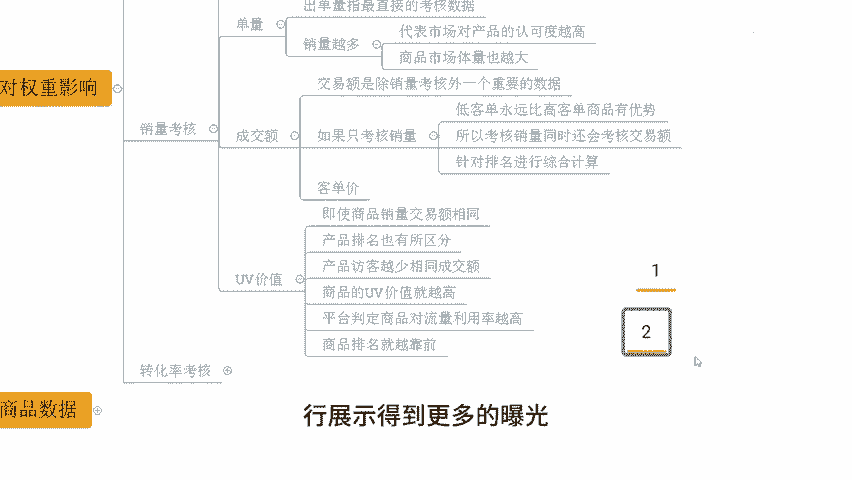 出单量指最直接的考核数据
单量
代表市场对产品的认可度越高
销量越多
商品市场体量也越大
对权重影响
交易额是除销量考核外一个重要的数据
低客单永远比高客单商品有优势
销量考核
成交额
如果只考核销量
所以考核销量同时还会考核交易额
针对排名进行综合计算
客单价
即使商品销量交易额相同
产品排名也有所区分
产品访客越少相同成交额
1
UV价值
商品的UV价值就越高
平台判定商品对流量利用率越高
2
商品排名就越靠前
转化率考核
商品数据
行展示得到更多的曝光